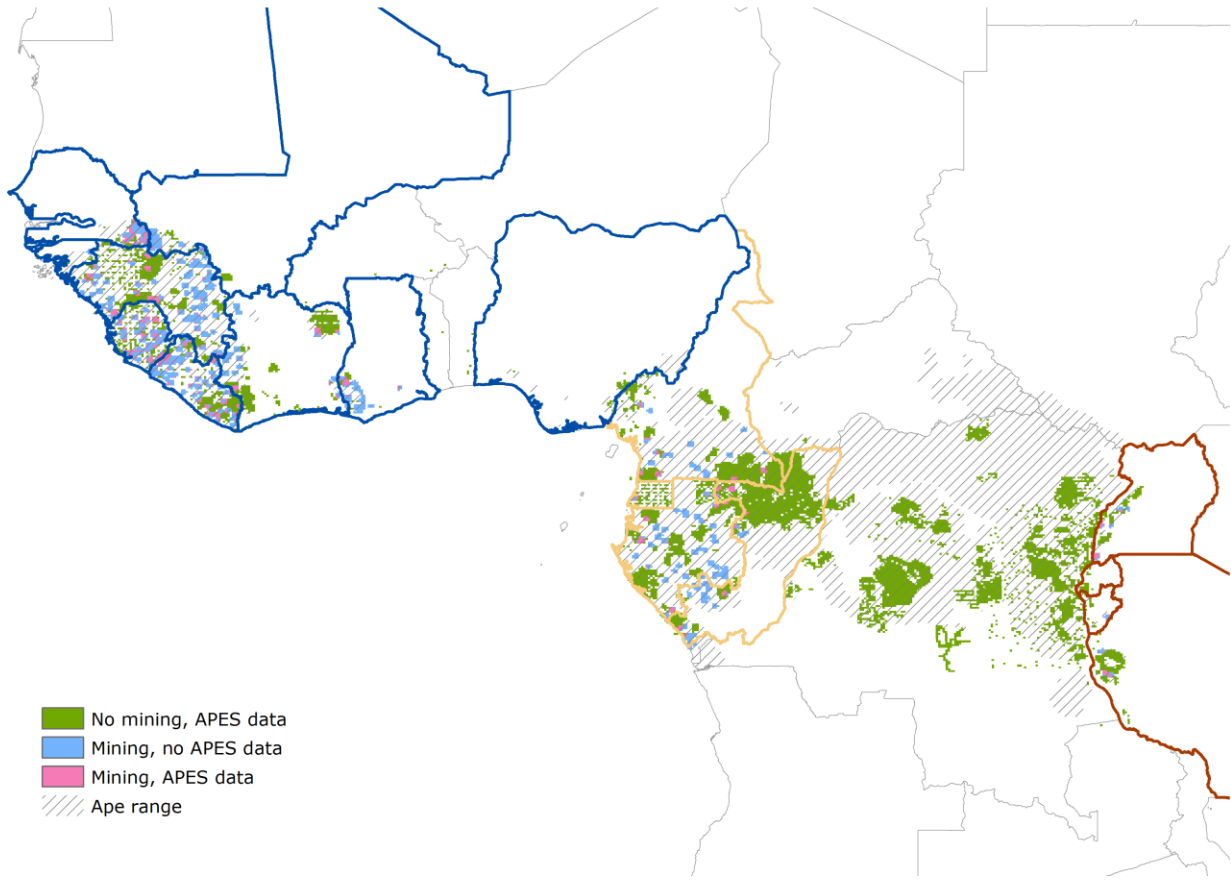 No mining, APES data
Mining, no APES data
Mining, APES data
Ape range